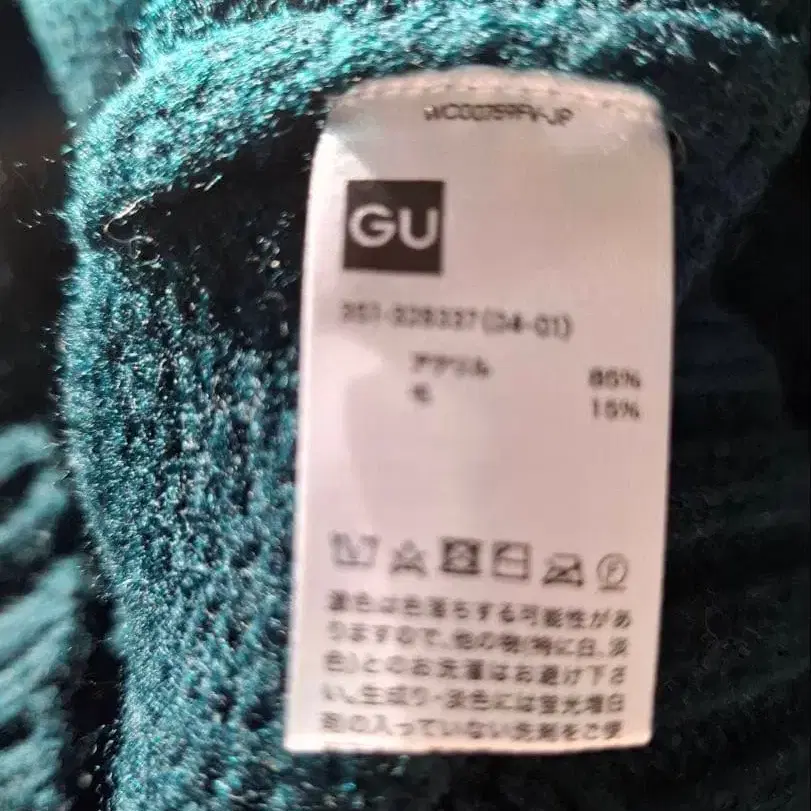 GU
アクリル 85%
毛 15%
濃色は色落ちする可能性があ
りますので、他の物(特に白、淡
色)とのお洗濯はお避け下さ
い。生成り・淡色には蛍光増白
剤の入っていない洗剤をご使